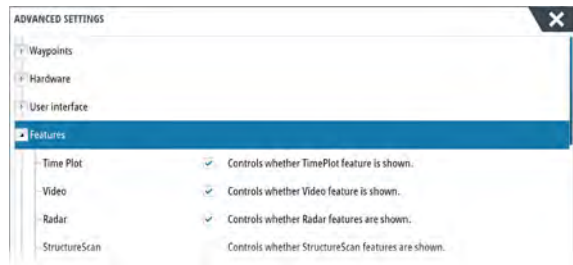 ADVANCED SETTINGS
Waypoints
Hardware
User interface
Features
Time Plot Controls whether TimePlot feature is shown.
Video Controls whether Video feature is shown.
Radar Controls whether Radar features are shown.
StructureScan Controls whether StructureScan features are shown.